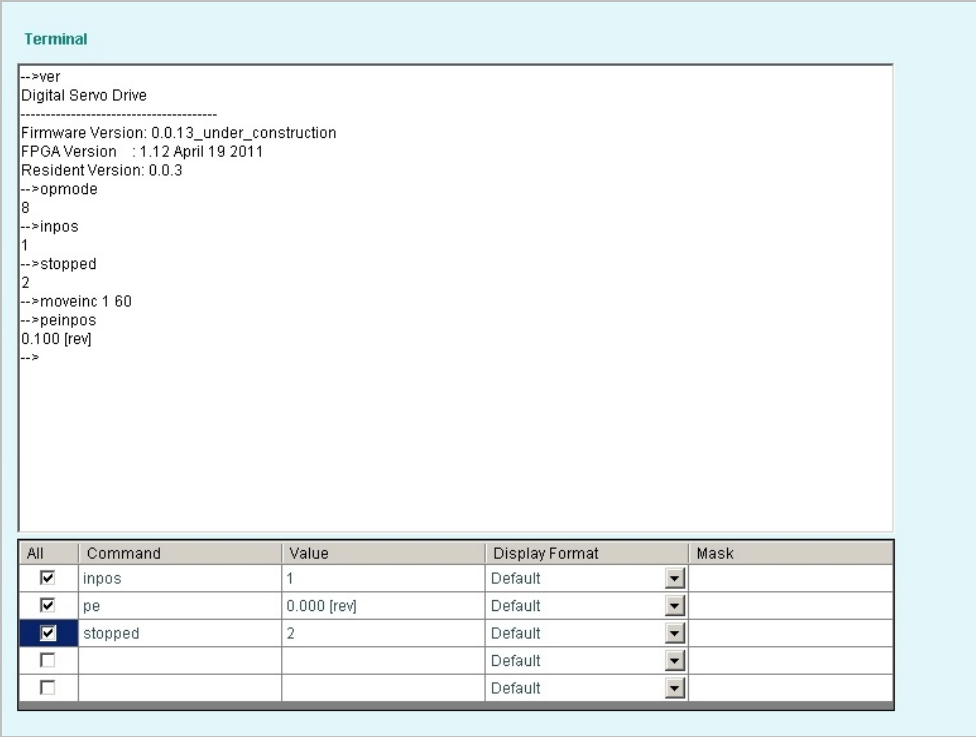 Terminal
-->ver
Digital Servo Drive
---------------------------------------
Firmware Version: 0.0.13_under_construction
FPGA Version   : 1.12 April 19 2011
Resident Version: 0.0.3
-->opmode
8
-->inpos
1
-->stopped
2
-->moveinc 1 60
-->peinpos
0.100 [rev]
-->
All Command Value Display Format Mask
inpos 1 Default
pe 0.000 [rev] Default
stopped 2 Default
Default
Default